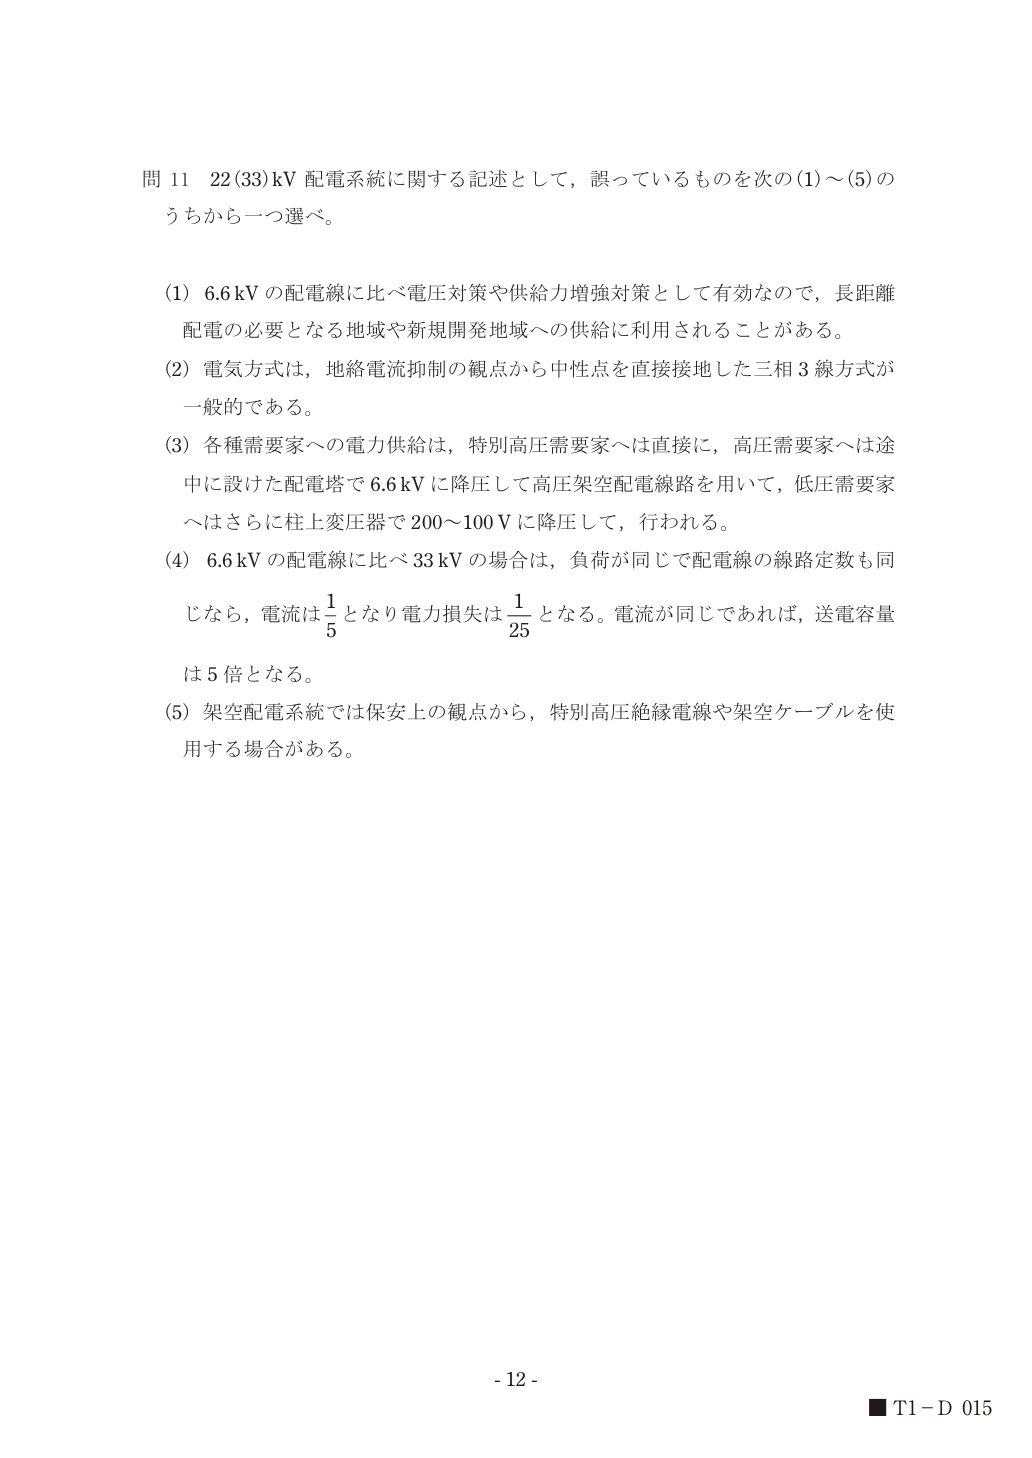 問 11　22(33)kV 配電系統に関する記述として，誤っているものを次の(1)～(5)の
うちから一つ選べ。
(1) 6.6 kV の配電線に比べ電圧対策や供給力増強対策として有効なので，長距離
配電の必要となる地域や新規開発地域への供給に利用されることがある。
(2) 電気方式は，地絡電流抑制の観点から中性点を直接接地した三相 3 線方式が
一般的である。
(3) 各種需要家への電力供給は，特別高圧需要家へは直接に，高圧需要家へは途
中に設けた配電塔で 6.6 kV に降圧して高圧架空配電線路を用いて，低圧需要家
へはさらに柱上変圧器で 200～100 V に降圧して，行われる。
(4) 6.6 kV の配電線に比べ 33 kV の場合は，負荷が同じで配電線の線路定数も同
じなら，電流は 1/5 となり電力損失は 1/25 となる。電流が同じであれば，送電容量
は 5 倍となる。
(5) 架空配電系統では保安上の観点から，特別高圧絶縁電線や架空ケーブルを使
用する場合がある。
- 12 -
■ T1－D 015